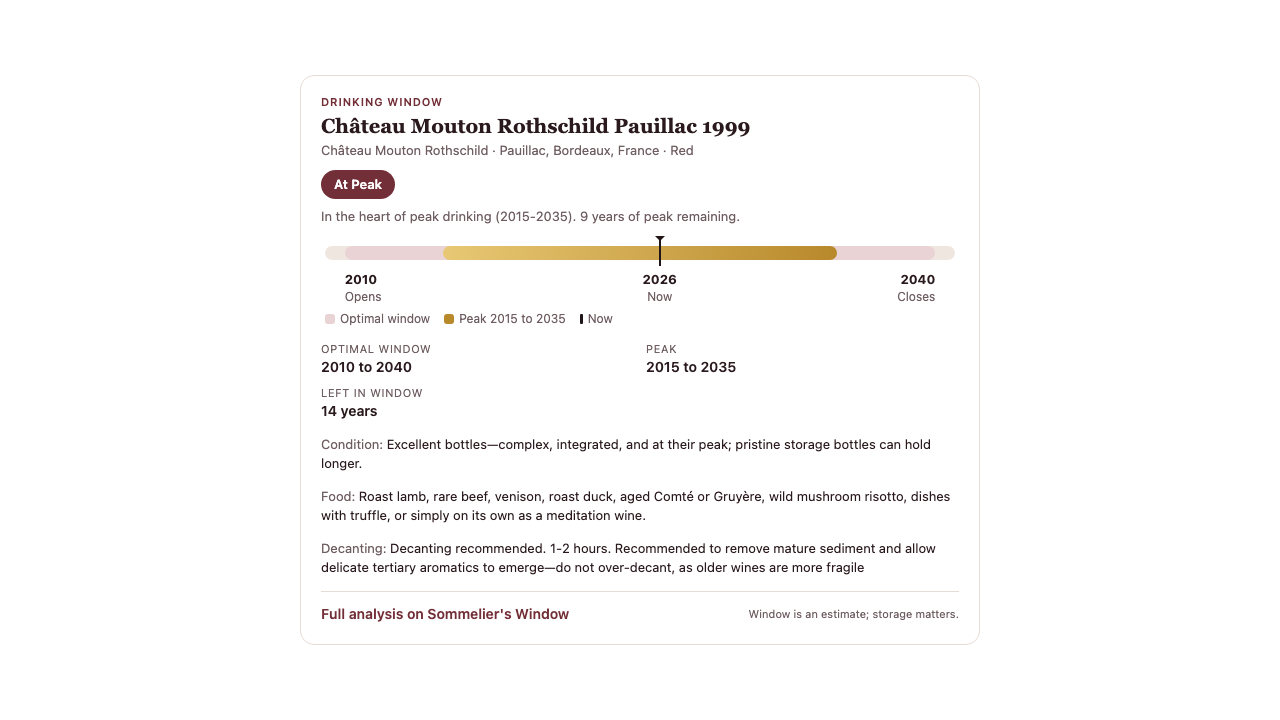 DRINKING WINDOW
Château Mouton Rothschild Pauillac 1999
Château Mouton Rothschild · Pauillac, Bordeaux, France · Red
At Peak
In the heart of peak drinking (2015-2035). 9 years of peak remaining.
2010 2026 2040
Opens Now Closes
Optimal window Peak 2015 to 2035 Now
OPTIMAL WINDOW PEAK
2010 to 2040 2015 to 2035
LEFT IN WINDOW
14 years
Condition: Excellent bottles—complex, integrated, and at their peak; pristine storage bottles can hold
longer.
Food: Roast lamb, rare beef, venison, roast duck, aged Comté or Gruyère, wild mushroom risotto, dishes
with truffle, or simply on its own as a meditation wine.
Decanting: Decanting recommended. 1-2 hours. Recommended to remove mature sediment and allow
delicate tertiary aromatics to emerge—do not over-decant, as older wines are more fragile
Full analysis on Sommelier's Window Window is an estimate; storage matters.